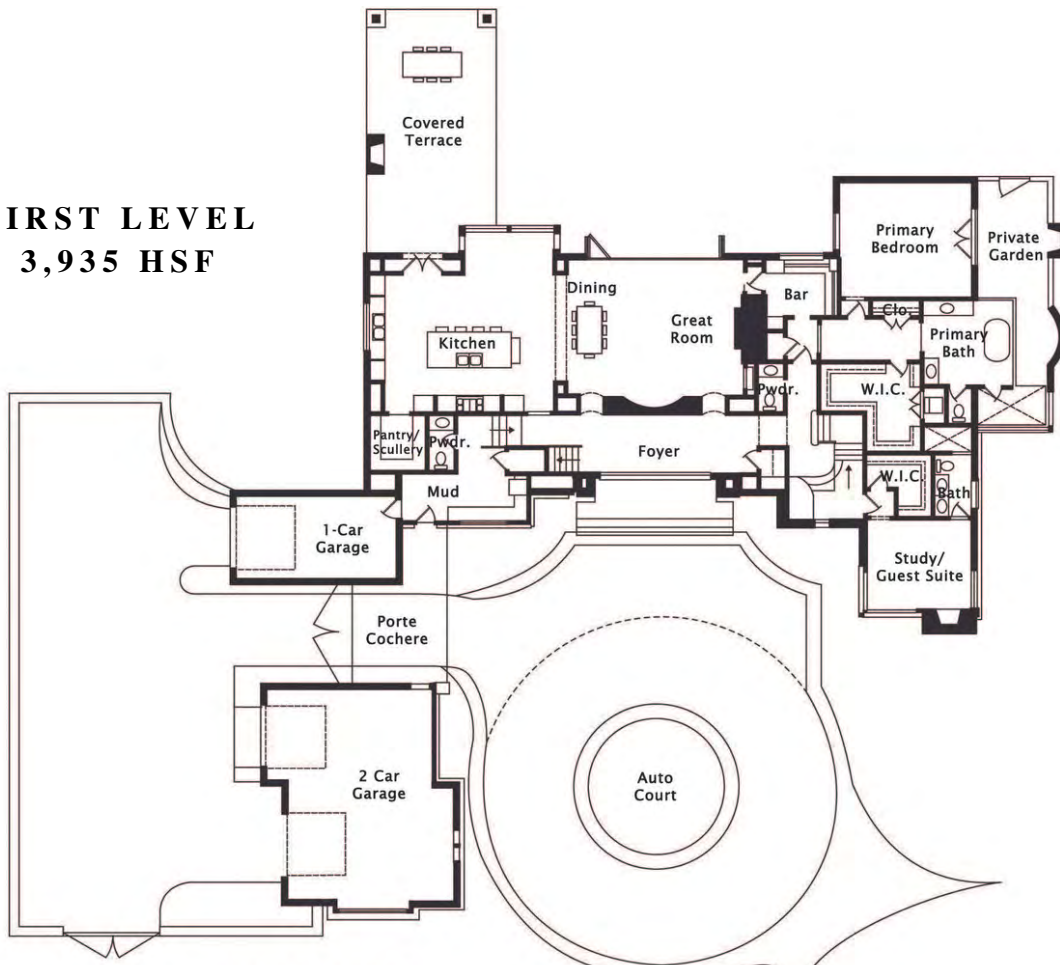 IRST LEVEL
3,935 HSF
Covered
Terrace
Primary
Bedroom
Private
Garden
Dining
Bar
Clo.
Great
Room
Kitchen
Primary
Bath
Pwdr.
W.I.C.
Pantry/
Scullery
Pwdr.
Foyer
Mud
W.I.C.
Bath
1-Car
Garage
Study/
Guest Suite
Porte
Cochere
2 Car
Garage
Auto
Court